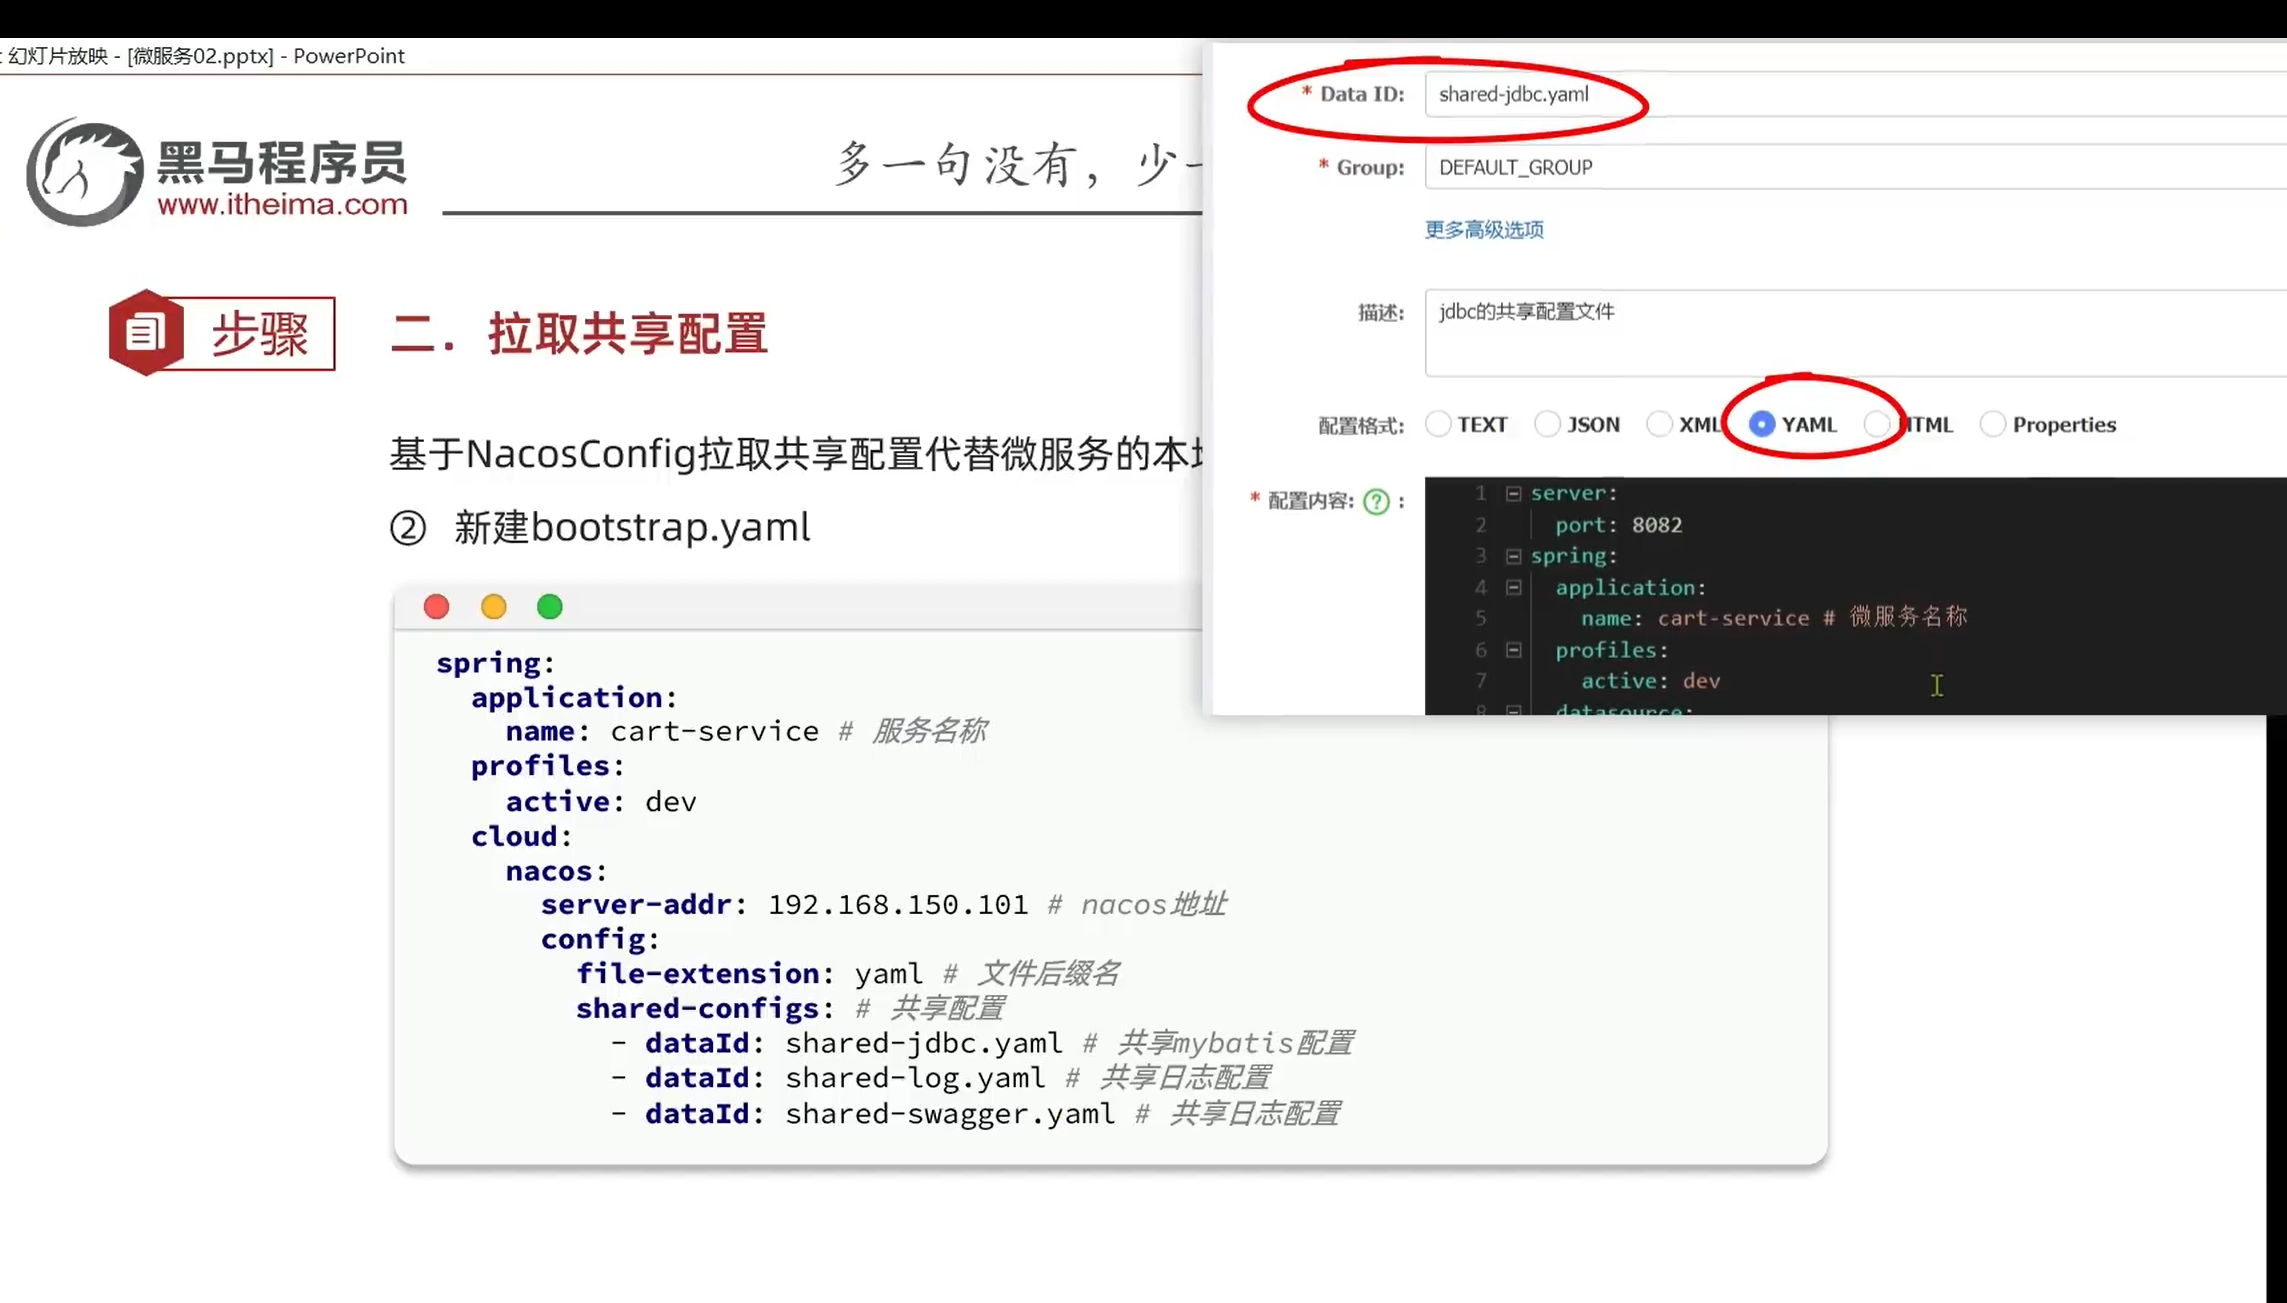 幻灯片放映 - [微服务02.pptx] - PowerPoint
黑马程序员
www.itheima.com
多一句没有，少一
步骤
二．拉取共享配置
基于NacosConfig拉取共享配置代替微服务的本
② 新建bootstrap.yaml
spring:
  application:
    name: cart-service # 服务名称
  profiles:
    active: dev
  cloud:
    nacos:
      server-addr: 192.168.150.101 # nacos地址
      config:
        file-extension: yaml # 文件后缀名
        shared-configs: # 共享配置
          - dataId: shared-jdbc.yaml # 共享mybatis配置
          - dataId: shared-log.yaml # 共享日志配置
          - dataId: shared-swagger.yaml # 共享日志配置
* Data ID: shared-jdbc.yaml
* Group: DEFAULT_GROUP
更多高级选项
描述: jdbc的共享配置文件
配置格式: TEXT JSON XML YAML HTML Properties
* 配置内容: ? :
1 server:
2   port: 8082
3 spring:
4   application:
5     name: cart-service # 微服务名称
6   profiles:
7     active: dev
8   datasource: